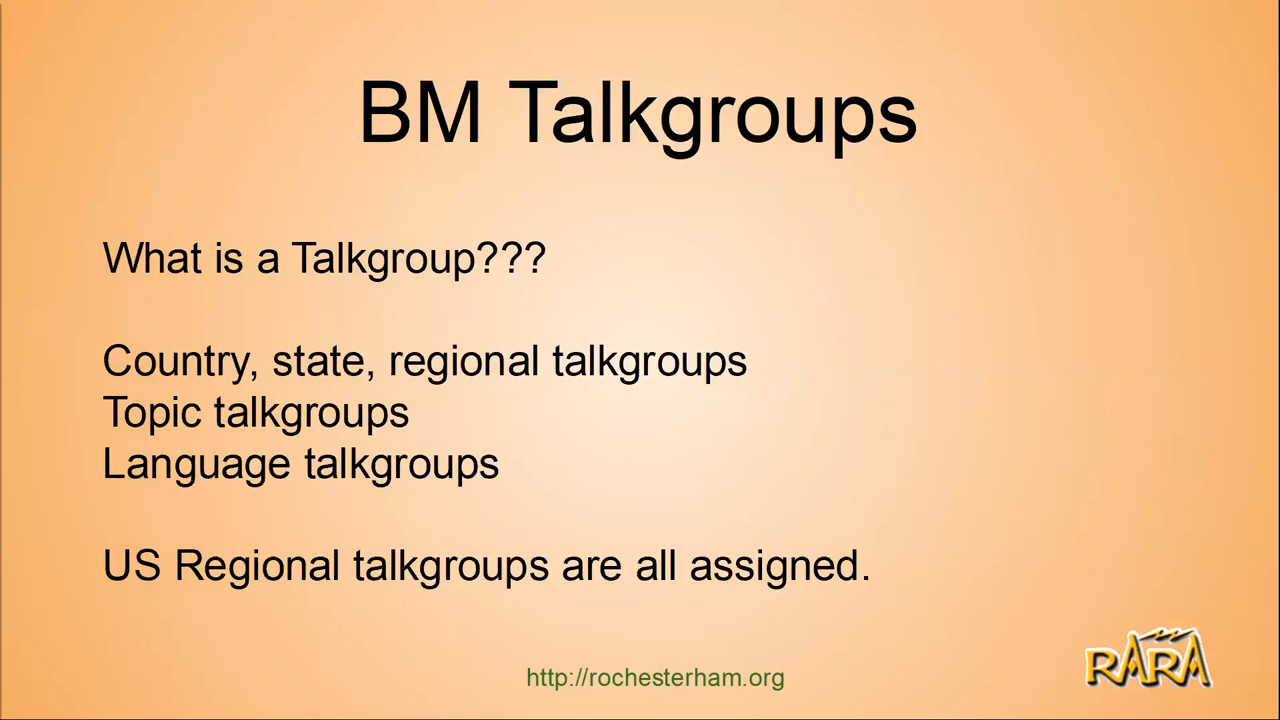 BM Talkgroups
What is a Talkgroup???
Country, state, regional talkgroups
Topic talkgroups
Language talkgroups
US Regional talkgroups are all assigned.
http://rochesterham.org
RARA